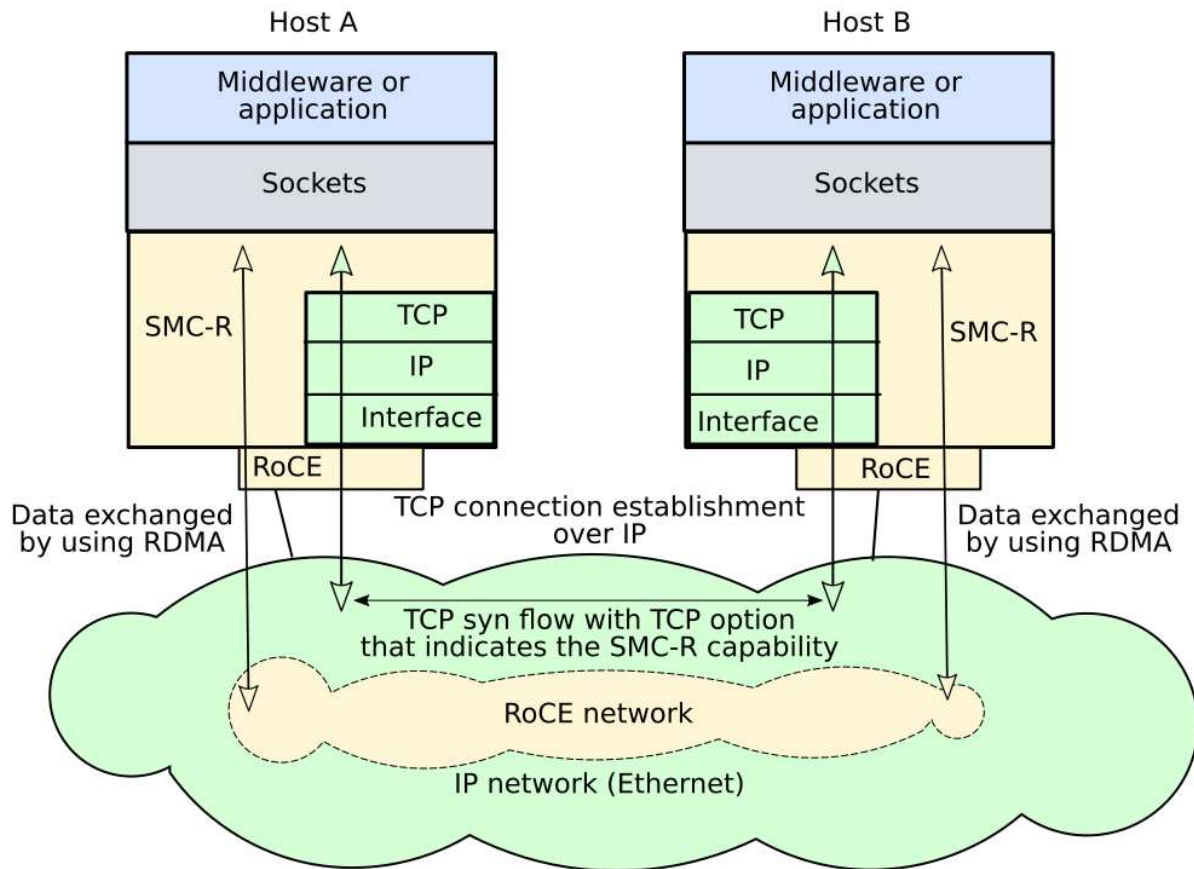 Host A
Host B
Middleware or
application
Middleware or
application
Sockets
Sockets
SMC-R
TCP
IP
Interface
TCP
IP
Interface
SMC-R
RoCE
RoCE
Data exchanged
by using RDMA
TCP connection establishment
over IP
Data exchanged
by using RDMA
TCP syn flow with TCP option
that indicates the SMC-R capability
RoCE network
IP network (Ethernet)